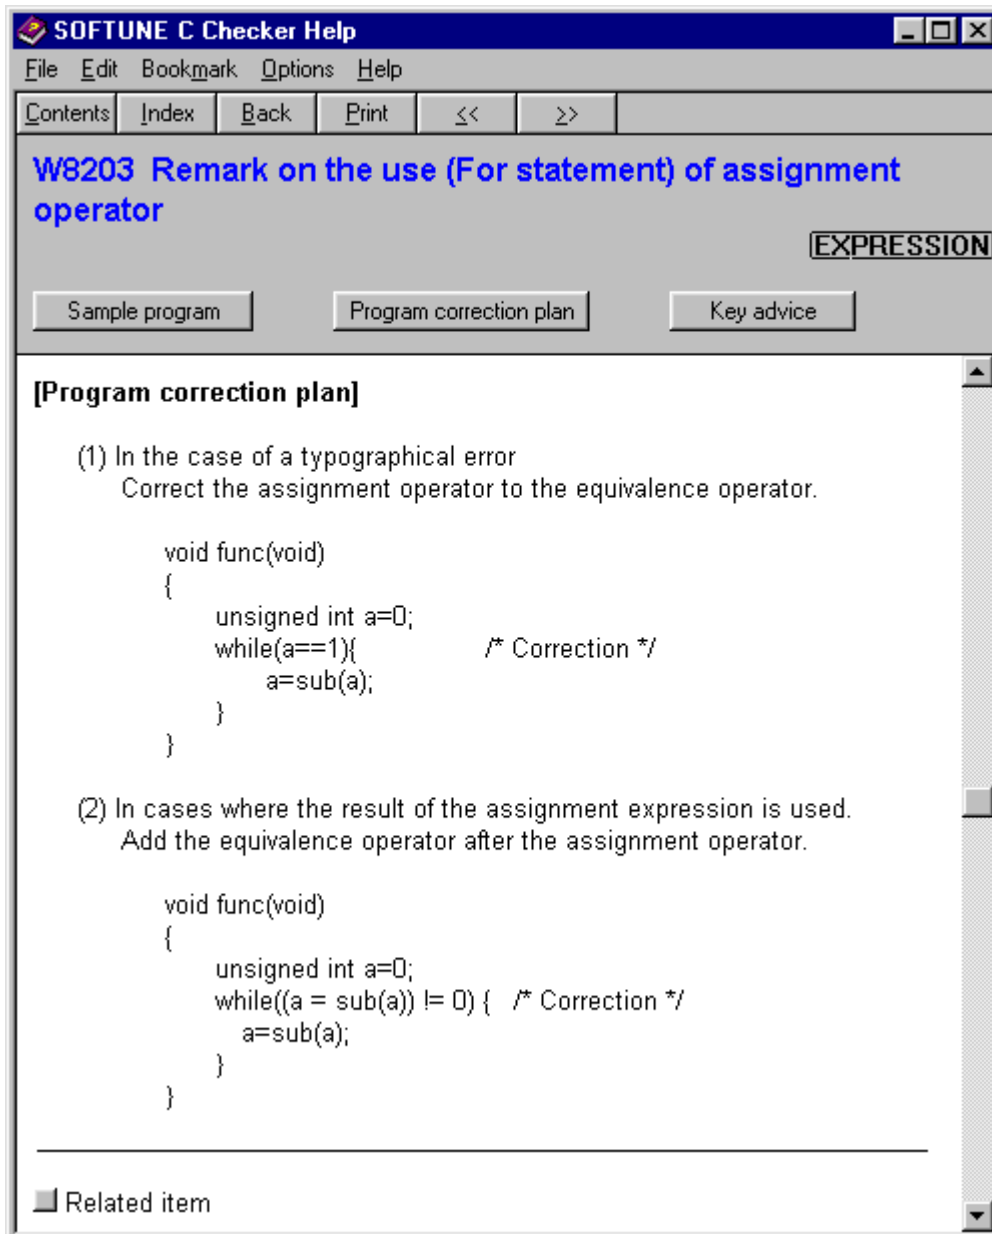 SOFTUNE C Checker Help
File Edit Bookmark Options Help
Contents Index Back Print << >>
W8203 Remark on the use (For statement) of assignment
operator
EXPRESSION
Sample program Program correction plan Key advice
[Program correction plan]
(1) In the case of a typographical error
Correct the assignment operator to the equivalence operator.
void func(void)
{
unsigned int a=0;
while(a==1){ /* Correction */
a=sub(a);
}
}
(2) In cases where the result of the assignment expression is used.
Add the equivalence operator after the assignment operator.
void func(void)
{
unsigned int a=0;
while((a = sub(a)) != 0) { /* Correction */
a=sub(a);
}
}
Related item